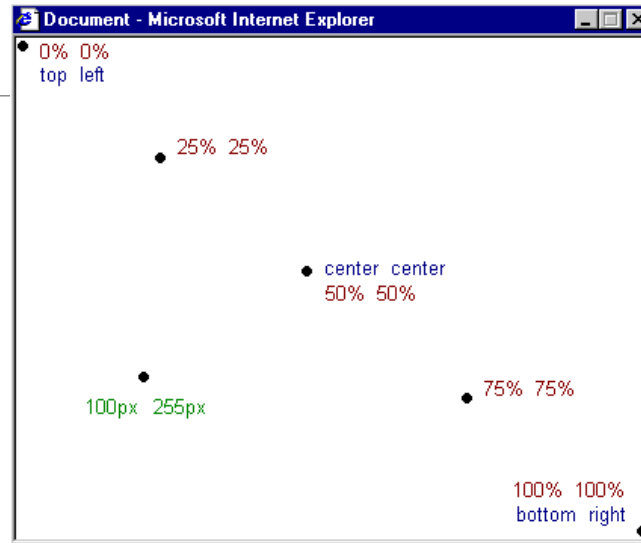 Document - Microsoft Internet Explorer
0% 0%
top left
25% 25%
center center
50% 50%
100px 255px
75% 75%
100% 100%
bottom right